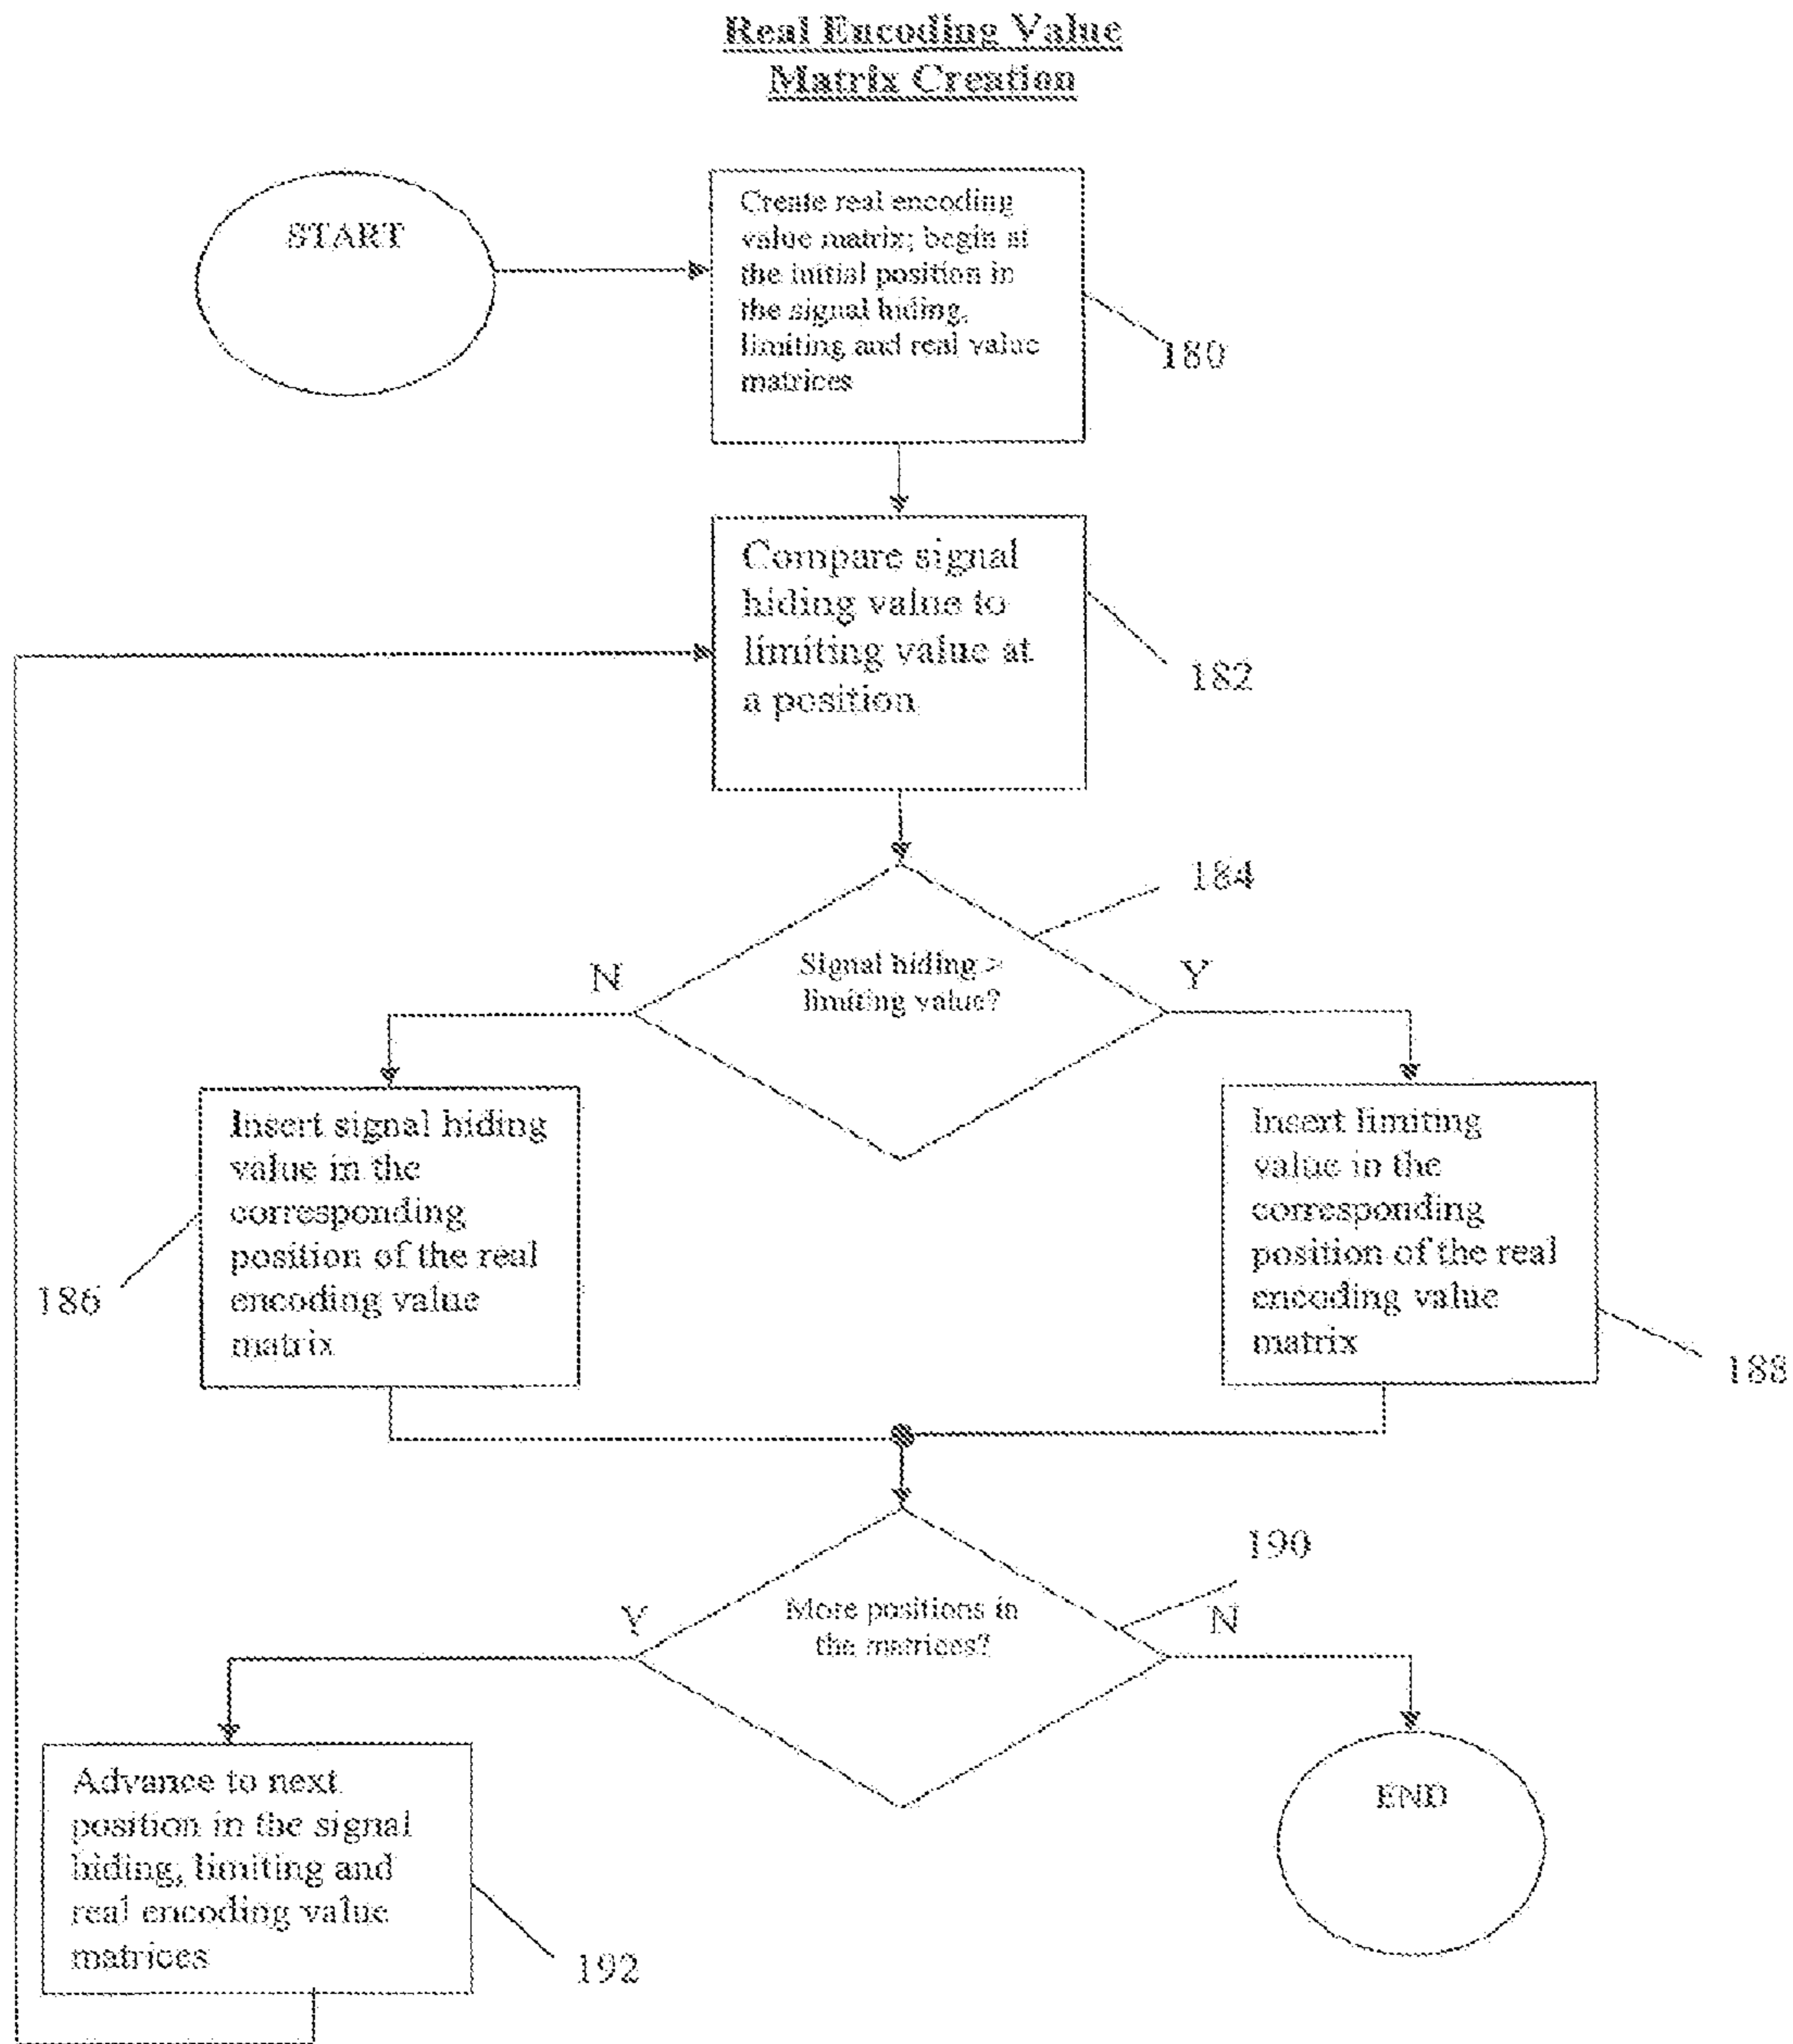 Real Encoding Value
Matrix Creation
START
Create real encoding
value matrix; begin at
the initial position in
the signal hiding,
limiting and real value
matrices
180
Compare signal
hiding value to
limiting value at
a position
182
184
Signal hiding >
limiting value?
N
Y
Insert signal hiding
value in the
corresponding
position of the real
encoding value
matrix
186
Insert limiting
value in the
corresponding
position of the real
encoding value
matrix
188
190
More positions in
the matrices?
Y
N
Advance to next
position in the signal
hiding, limiting and
real encoding value
matrices
192
END